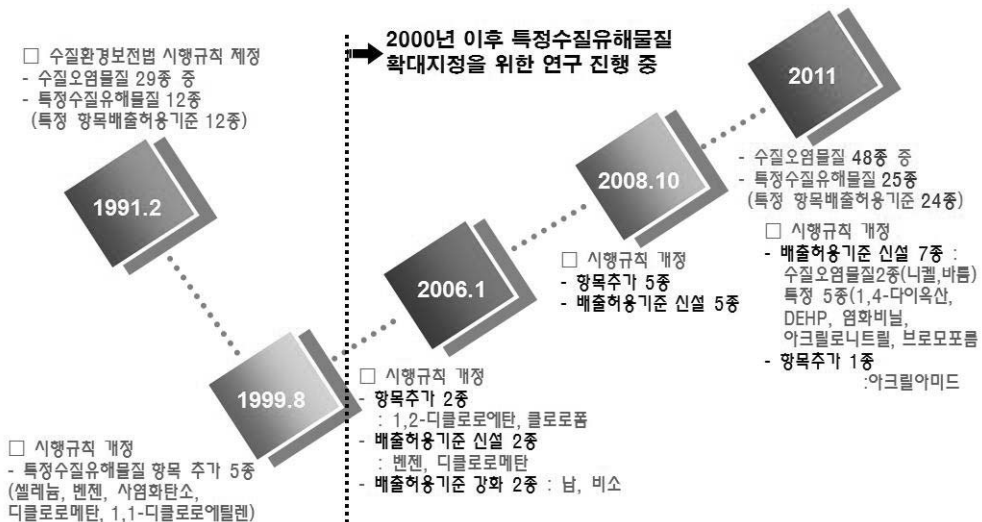 □ 수질환경보전법 시행규칙 제정
- 수질오염물질 29종 중
- 특정수질유해물질 12종
(특정 항목배출허용기준 12종)
1991.2
□ 시행규칙 개정
- 특정수질유해물질 항목 추가 5종
(셀레늄, 벤젠, 사염화탄소,
디클로로메탄, 1,1-디클로로에틸렌)
1999.8
2000년 이후 특정수질유해물질
확대지정을 위한 연구 진행 중
2006.1
□ 시행규칙 개정
- 항목추가 2종
: 1,2-디클로로에탄, 클로로폼
- 배출허용기준 신설 2종
: 벤젠, 디클로로메탄
- 배출허용기준 강화 2종 : 납, 비소
2008.10
□ 시행규칙 개정
- 항목추가 5종
- 배출허용기준 신설 5종
2011
- 수질오염물질 48종 중
- 특정수질유해물질 25종
(특정 항목배출허용기준 24종)
□ 시행규칙 개정
- 배출허용기준 신설 7종 :
수질오염물질2종(니켈,바륨)
특정 5종(1,4-다이옥산,
DEHP, 염화비닐,
아크릴로니트릴, 브로모포름
- 항목추가 1종
:아크릴아미드